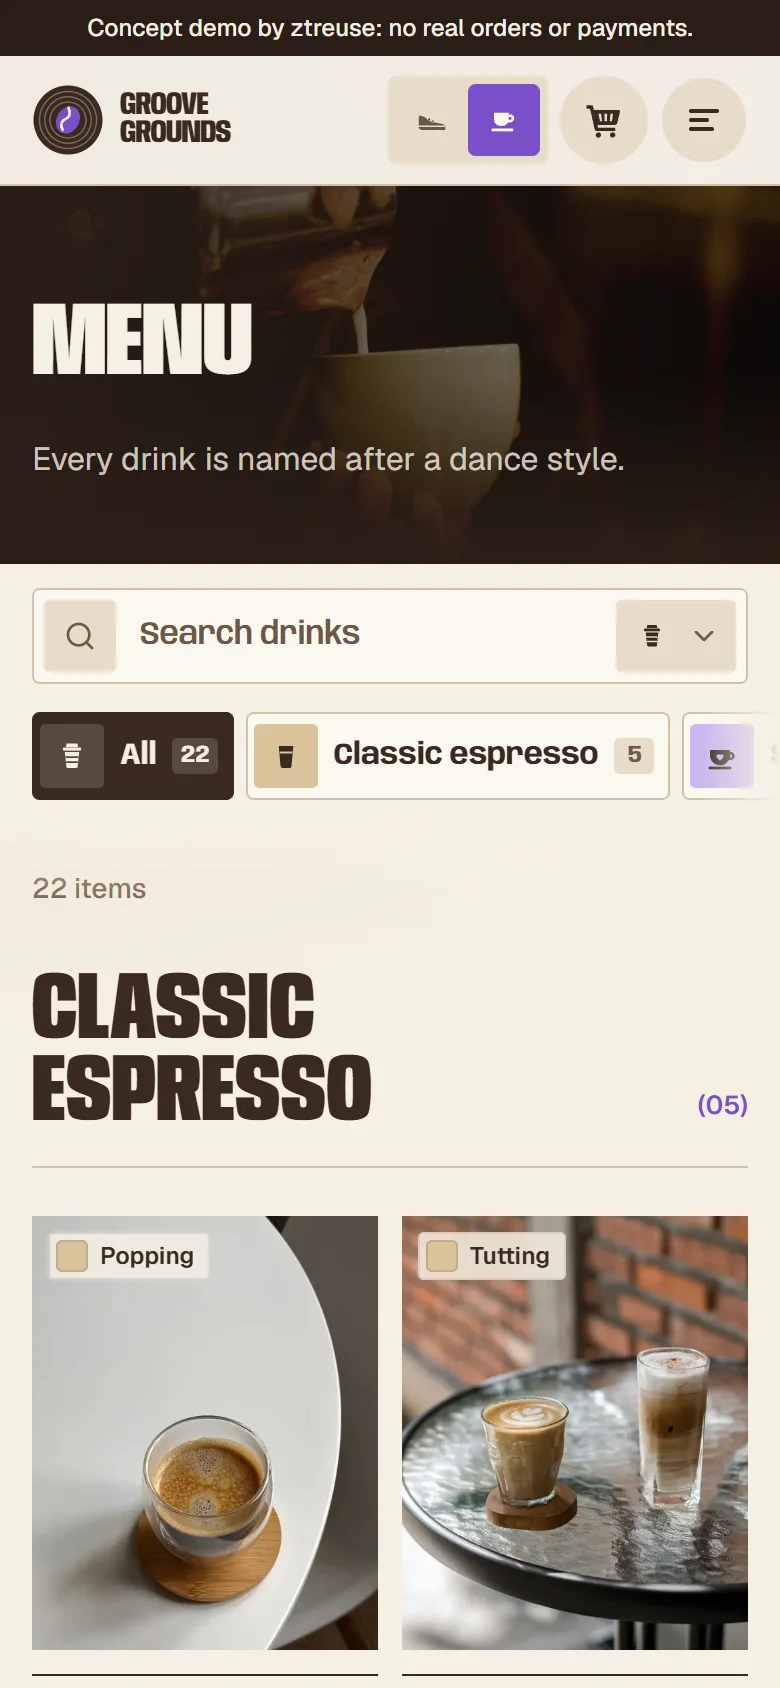 Concept demo by ztreuse: no real orders or payments.
GROOVE
GROUNDS
MENU
Every drink is named after a dance style.
Search drinks
All 22
Classic espresso 5
22 items
CLASSIC
ESPRESSO
(05)
Popping
Tutting